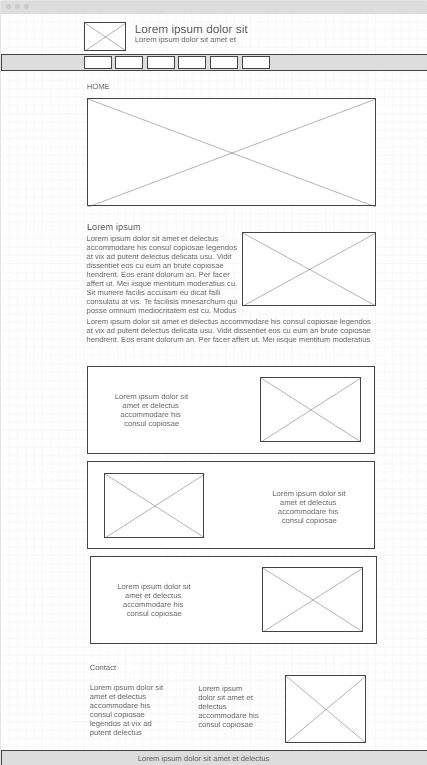 Lorem ipsum dolor sit
Lorem ipsum dolor sit amet et
HOME
Lorem ipsum
Lorem ipsum dolor sit amet et delectus
accommodare his consul copiosae legendos
at vix ad putent delectus delicata usu. Vidit
dissentiet eos cu eum an brute copiosae
hendrerit. Eros erant dolorum an. Per facer
affert ut. Mei iisque mentum moderatius cu.
Sit munere facilis accusam eu dicat falli
consulatu at vis. Te facilisis mnesarchum qui
posse omnium mediocritatem est cu. Modus
Lorem ipsum dolor sit amet et delectus accommodare his consul copiosae legendos
at vix ad putent delectus delicata usu. Vidit dissentiet eos cu eum an brute copiosae
hendrerit. Eros erant dolorum an. Per facer affert ut. Mei iisque mentum moderatius
Lorem ipsum dolor sit
amet et delectus
accommodare his
consul copiosae
Lorem ipsum dolor sit
amet et delectus
accommodare his
consul copiosae
Lorem ipsum dolor sit
amet et delectus
accommodare his
consul copiosae
Contact
Lorem ipsum dolor sit
amet et delectus
accommodare his
consul copiosae
legendos at vix ad
putent delectus
Lorem ipsum
dolor sit amet et
delectus
accommodare his
consul copiosae
Lorem ipsum dolor sit amet et delectus